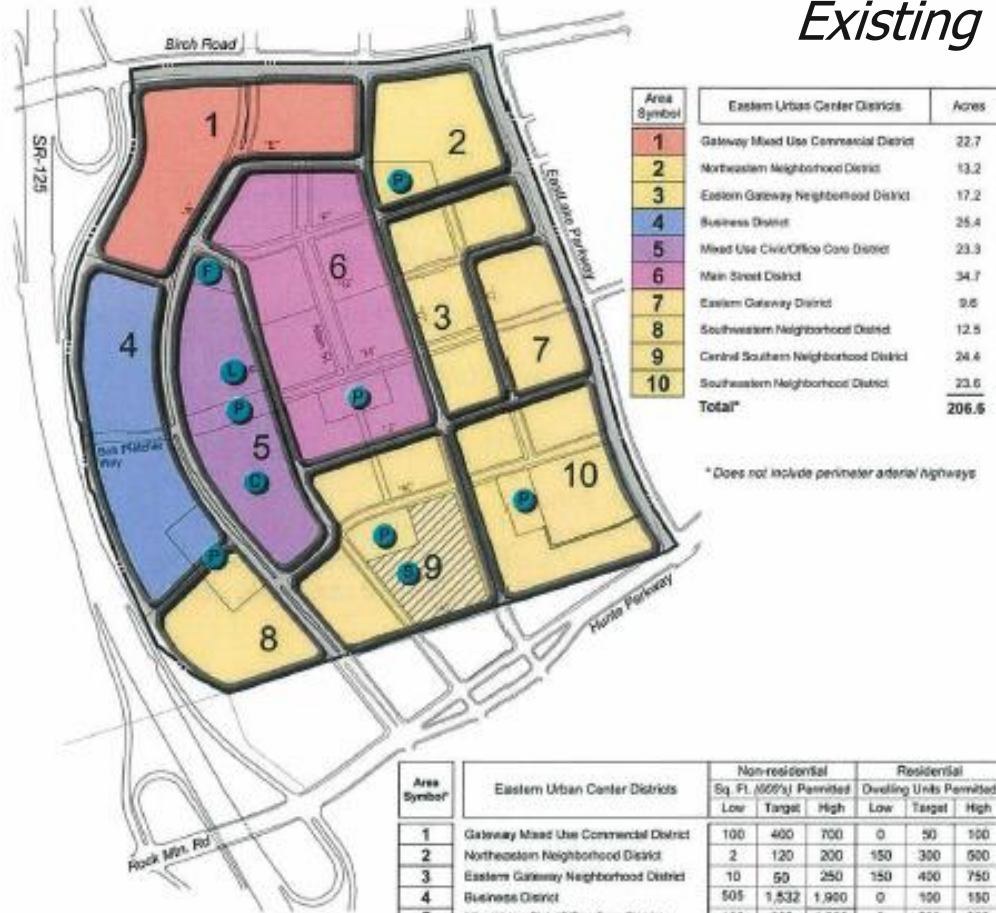 Existing
Birch Road
SR-125
EastLake Parkway
1
2
P
F
6
3
4
L
7
P
P
5
C
10
P
P
P
S
9
8
Hunte Parkway
Rock Mtn. Rd
Area Symbol Eastern Urban Center Districts Acres
1 Gateway Mixed Use Commercial District 22.7
2 Northeastern Neighborhood District 13.2
3 Eastern Gateway Neighborhood District 17.2
4 Business District 25.4
5 Mixed Use Civic/Office Core District 23.3
6 Main Street District 34.7
7 Eastern Gateway District 9.6
8 Southwestern Neighborhood District 12.5
9 Central Southern Neighborhood District 24.4
10 Southeastern Neighborhood District 23.6
Total* 206.6
* Does not include perimeter arterial highways
Area Symbol* Eastern Urban Center Districts Non-residential Residential
Sq. Ft. (000's) Permitted Dwelling Units Permitted
Low Target High Low Target High
1 Gateway Mixed Use Commercial District 100 400 700 0 50 100
2 Northeastern Neighborhood District 2 120 200 150 300 500
3 Eastern Gateway Neighborhood District 10 50 250 150 400 750
4 Business District 505 1,532 1,900 0 100 150